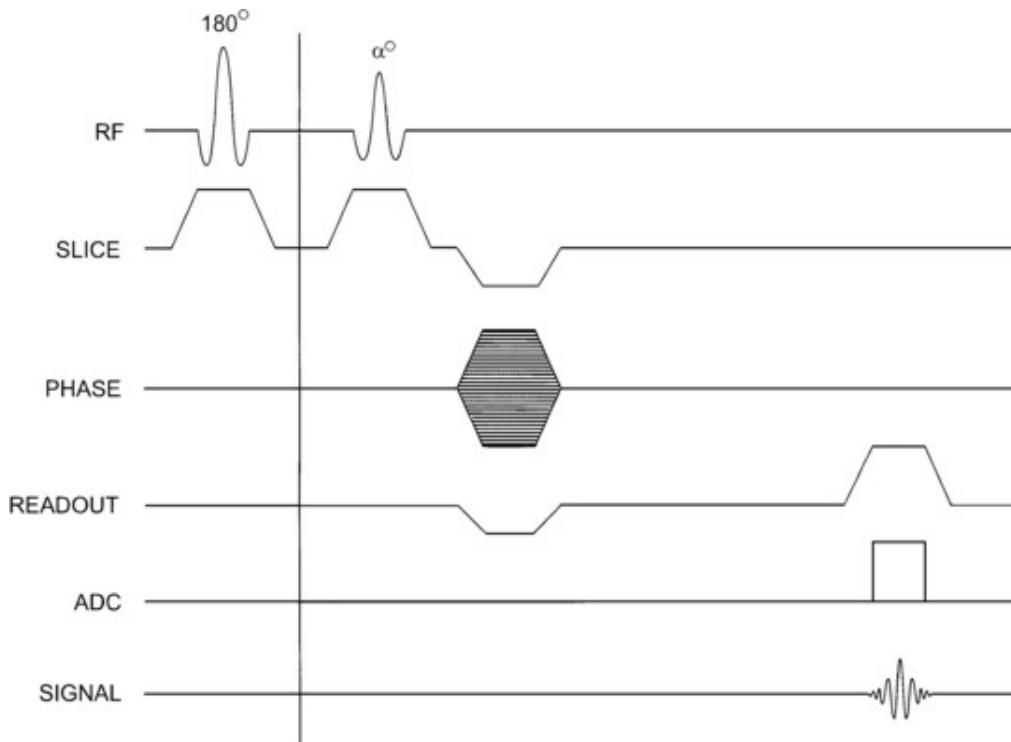 180°
α°
RF
SLICE
PHASE
READOUT
ADC
SIGNAL